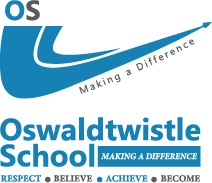 OS
Making a Difference
Oswaldtwistle
School MAKING A DIFFERENCE
RESPECT ● BELIEVE ● ACHIEVE ● BECOME